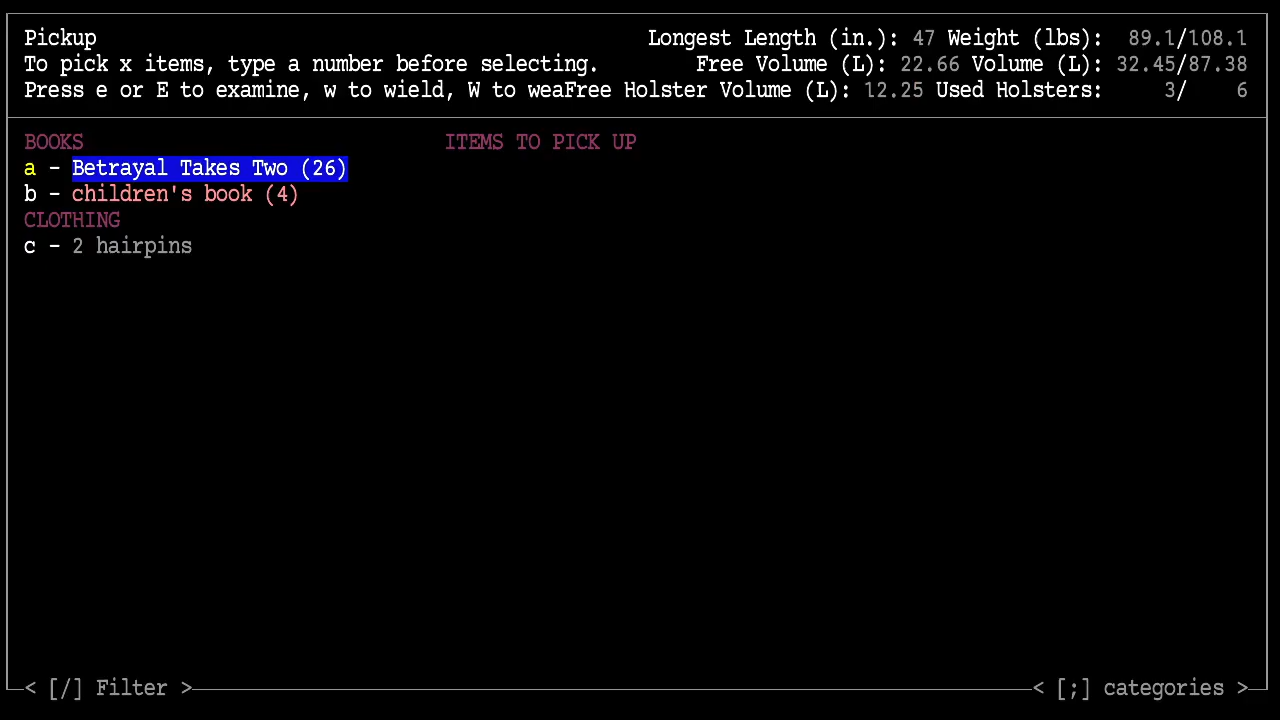 Pickup Longest Length (in.): 47 Weight (lbs): 89.1/108.1
To pick x items, type a number before selecting. Free Volume (L): 22.66 Volume (L): 32.45/87.38
Press e or E to examine, w to wield, W to weaFree Holster Volume (L): 12.25 Used Holsters: 3/ 6
BOOKS ITEMS TO PICK UP
a - Betrayal Takes Two (26)
b - children's book (4)
CLOTHING
c - 2 hairpins
< [/] Filter > < [;] categories >